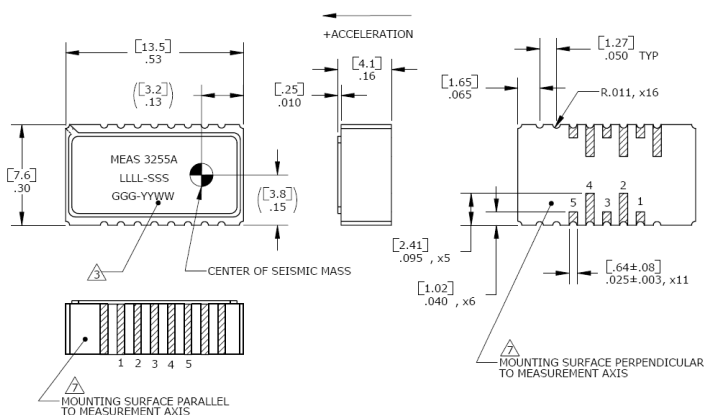 [13.5]
.53
+ACCELERATION
[4.1]
.16
[1.27]
.050 TYP
([3.2]
.13)
[.25]
.010
[1.65]
.065
R.011, x16
[7.6]
.30
MEAS 3255A
LLLL-SSS
GGG-YYWW
([3.8]
.15)
4 2
5 3 1
3
CENTER OF SEISMIC MASS
[2.41]
.095 , x5
[1.02]
.040 , x6
[.64±.08]
.025±.003, x11
1 2 3 4 5
7
MOUNTING SURFACE PERPENDICULAR
TO MEASUREMENT AXIS
7
MOUNTING SURFACE PARALLEL
TO MEASUREMENT AXIS